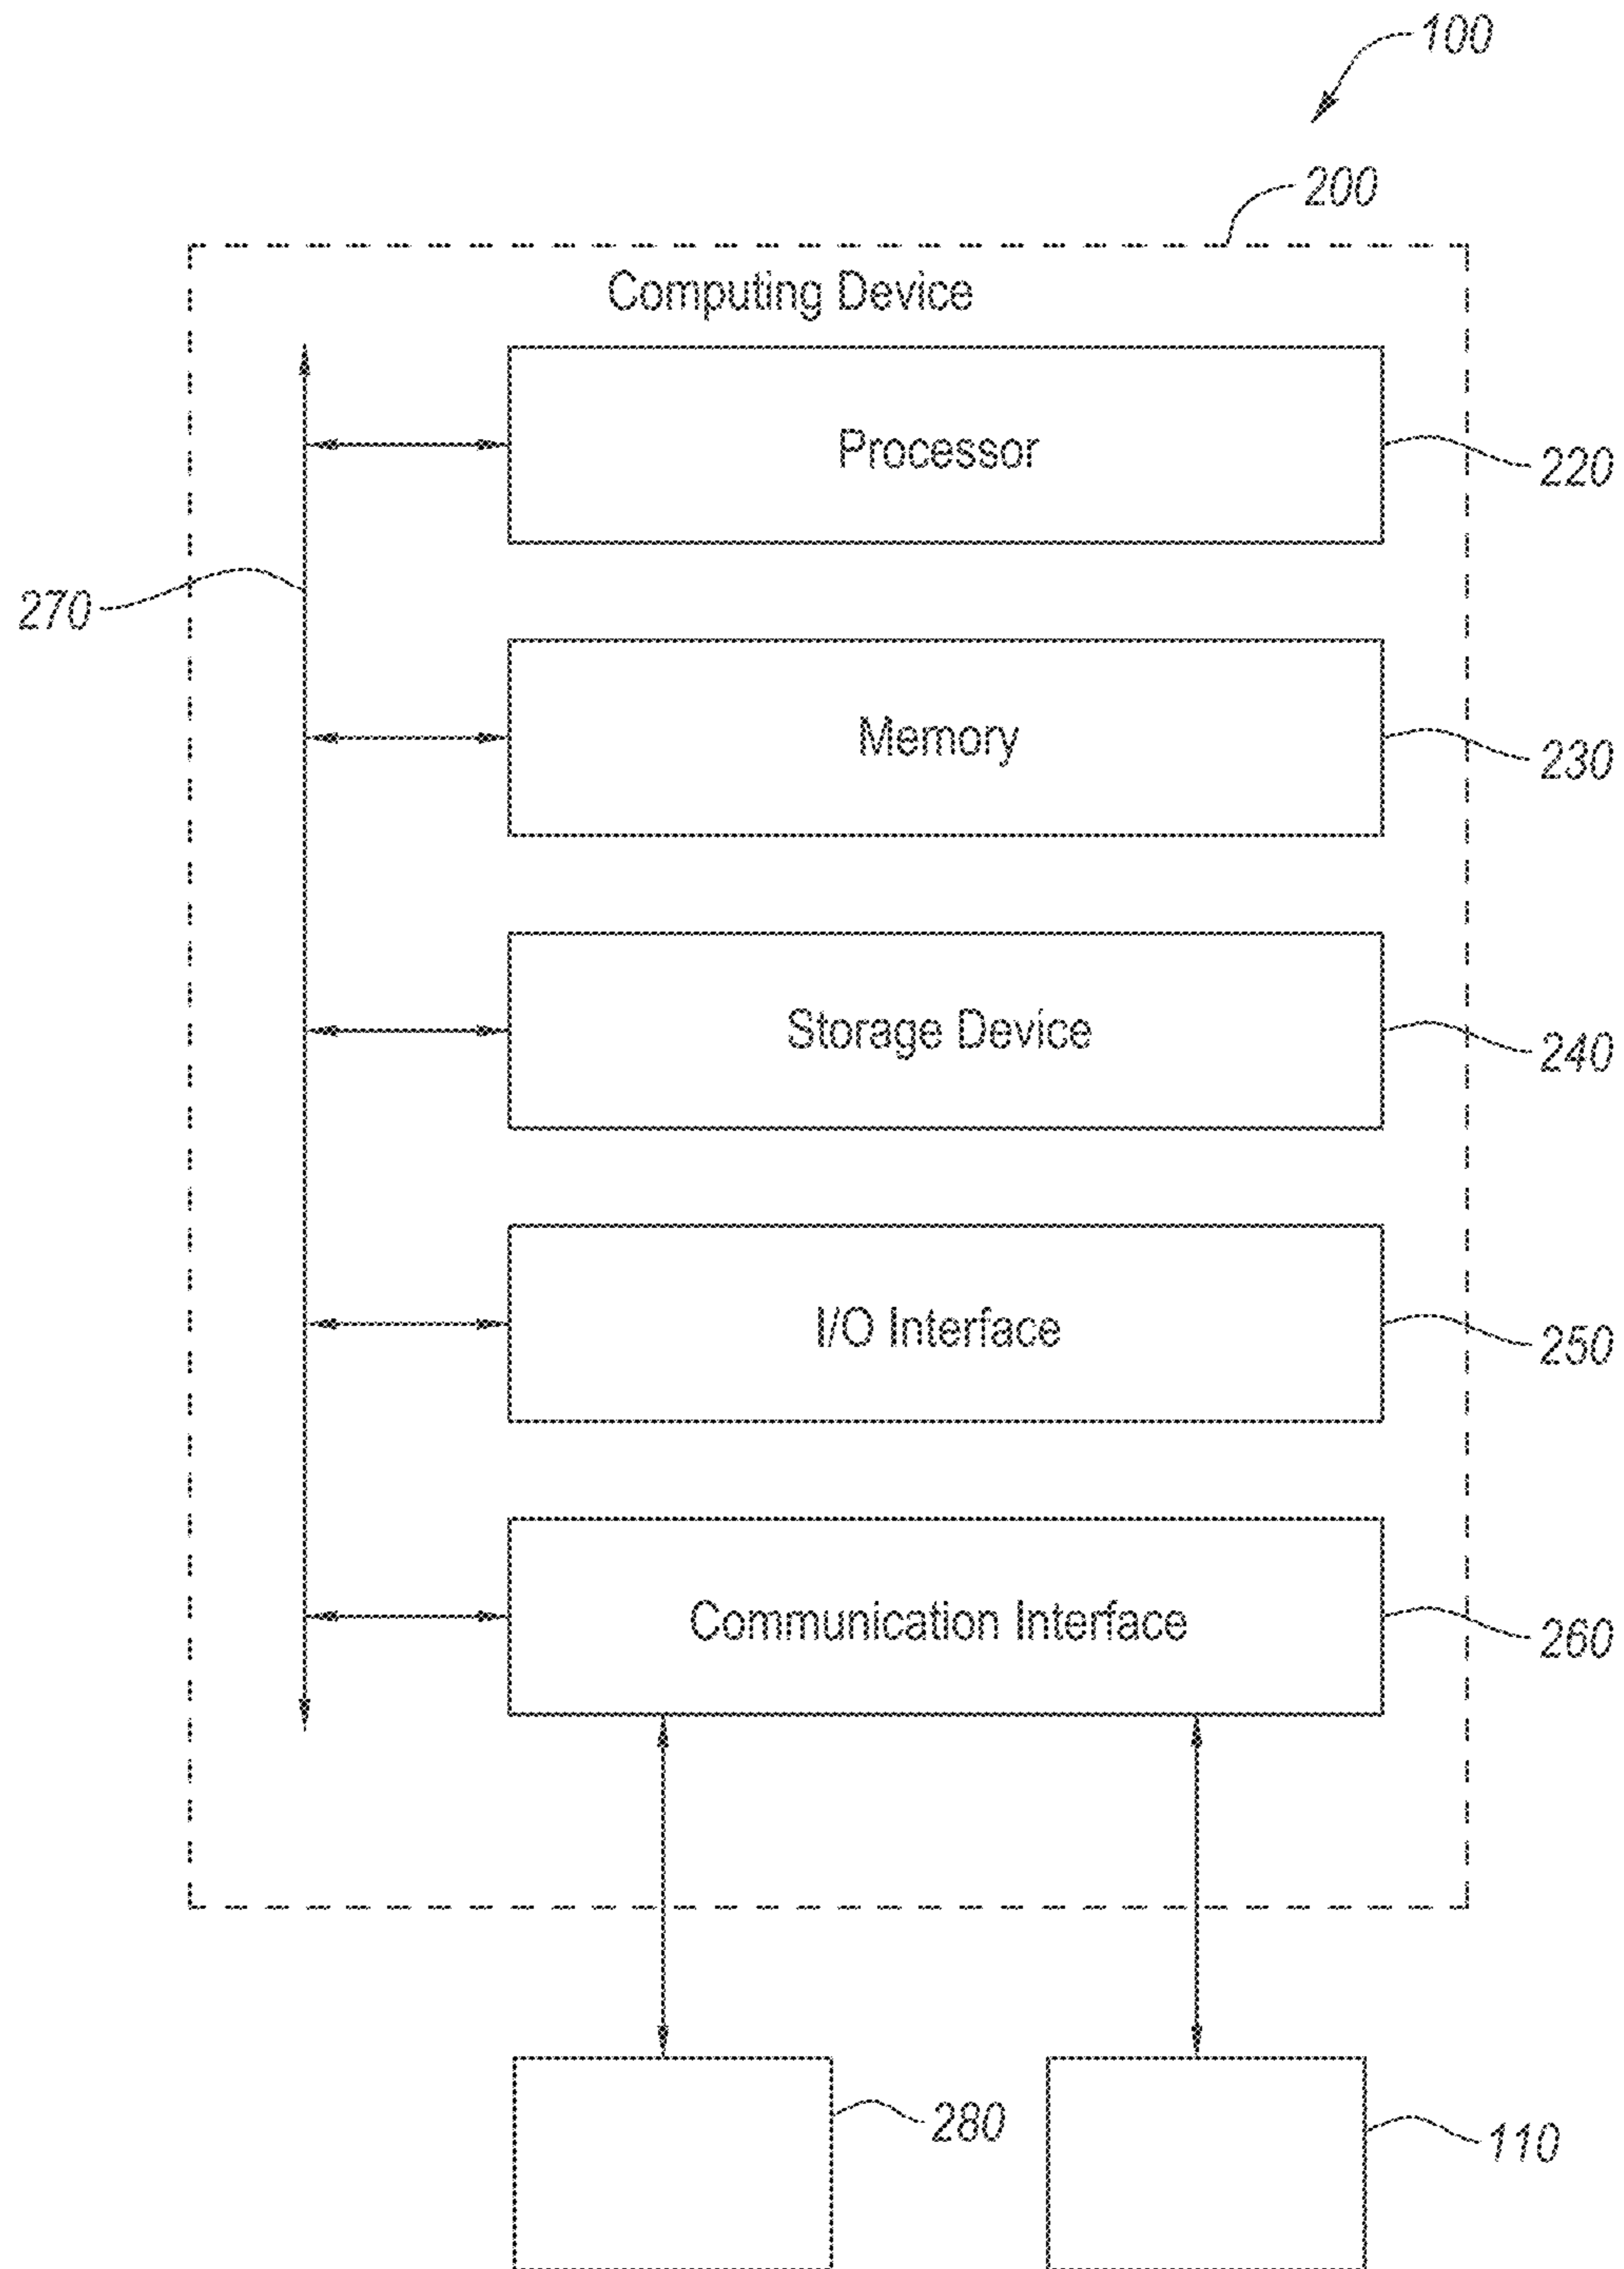 100
200
Computing Device
Processor
220
270
Memory
230
Storage Device
240
I/O Interface
250
Communication Interface
260
280
110